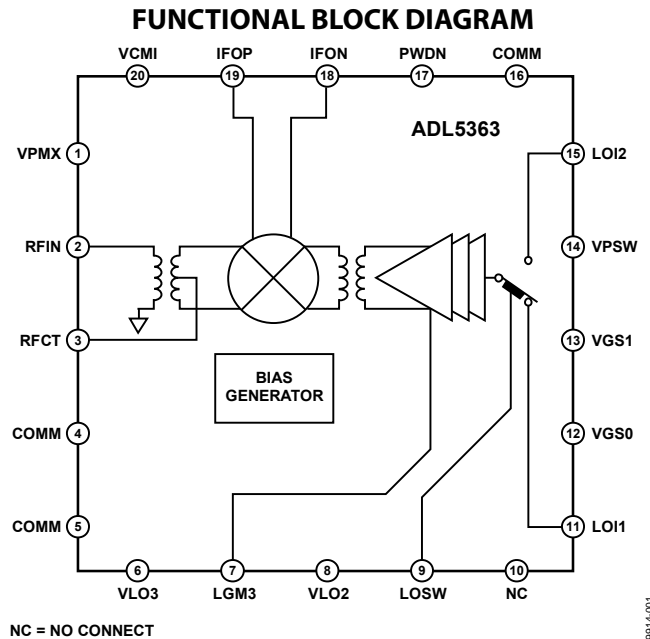 FUNCTIONAL BLOCK DIAGRAM
VCMI IFOP IFON PWDN COMM
20 19 18 17 16
ADL5363
VPMX 1
15 LOI2
RFIN 2
14 VPSW
RFCT 3
13 VGS1
BIAS
GENERATOR
COMM 4
12 VGS0
COMM 5
11 LOI1
6 7 8 9 10
VLO3 LGM3 VLO2 LOSW NC
NC = NO CONNECT